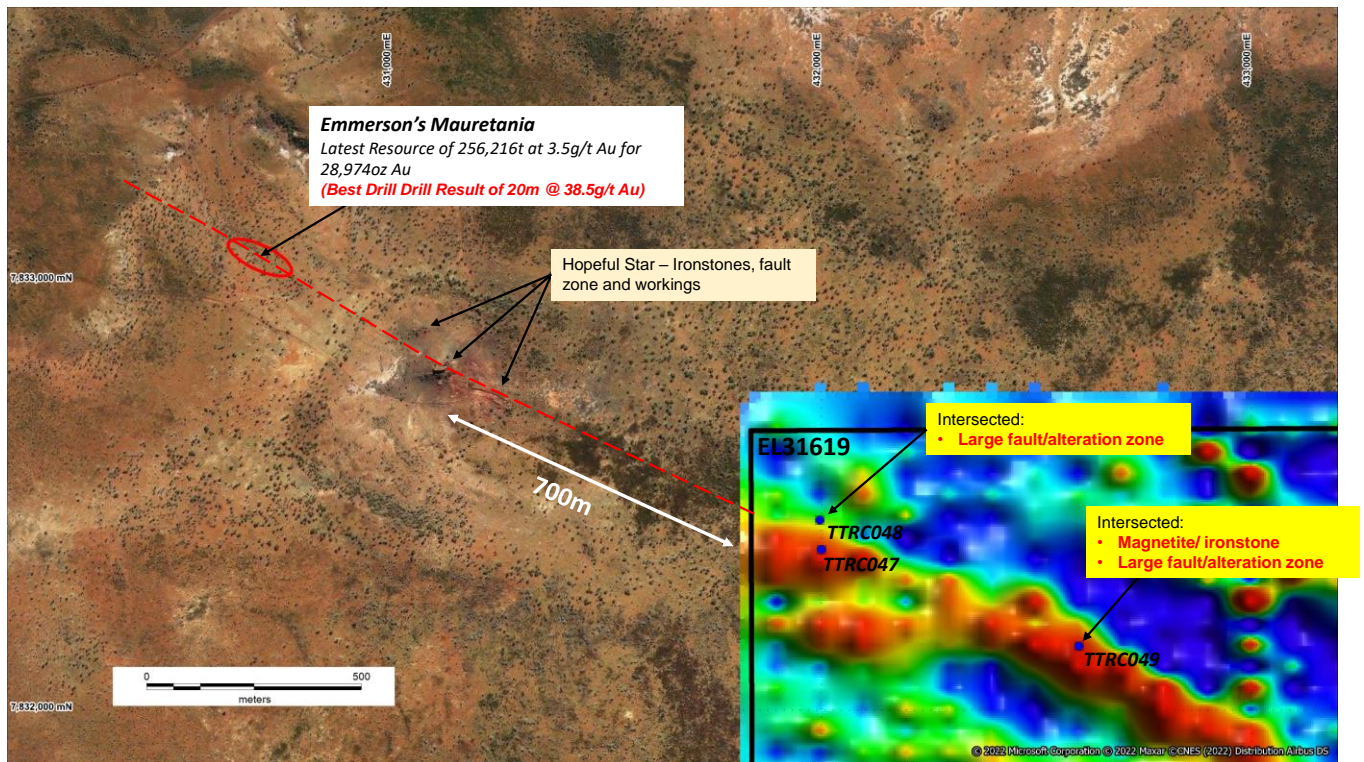 431,000 mE
432,000 mE
433,000 mE
Emmerson's Mauretania
Latest Resource of 256,216t at 3.5g/t Au for
28,974oz Au
(Best Drill Drill Result of 20m @ 38.5g/t Au)
7,833,000 mN
Hopeful Star – Ironstones, fault
zone and workings
700m
EL31619
Intersected:
• Large fault/alteration zone
TTRC048
TTRC047
Intersected:
• Magnetite/ ironstone
• Large fault/alteration zone
TTRC049
0 500
meters
7,832,000 mN
© 2022 Microsoft Corporation © 2022 Maxar ©CNES (2022) Distribution Airbus DS